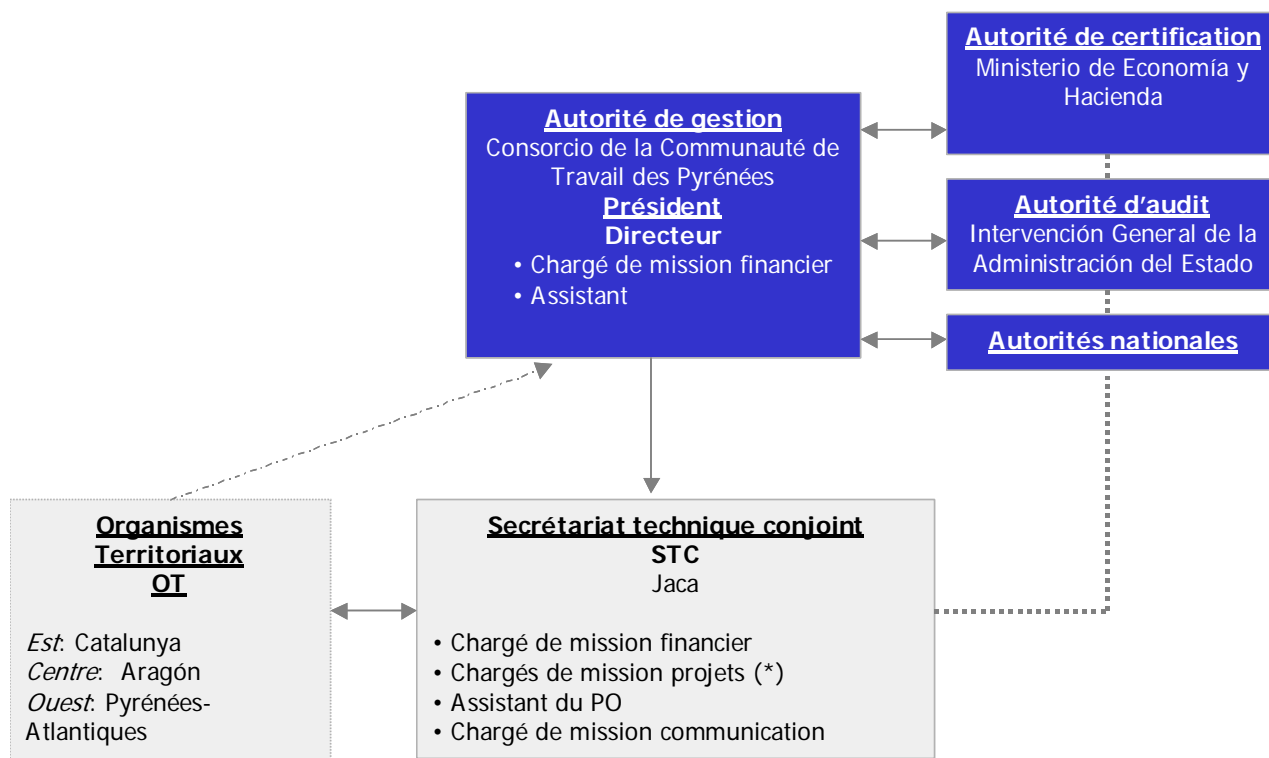 Autorité de certification
Ministerio de Economía y
Hacienda
Autorité de gestion
Consorcio de la Communauté de
Travail des Pyrénées
Président
Directeur
• Chargé de mission financier
• Assistant
Autorité d'audit
Intervención General de la
Administración del Estado
Autorités nationales
Organismes
Territoriaux
OT
Est: Catalunya
Centre: Aragón
Ouest: Pyrénées-
Atlantiques
Secrétariat technique conjoint
STC
Jaca
• Chargé de mission financier
• Chargés de mission projets (*)
• Assistant du PO
• Chargé de mission communication